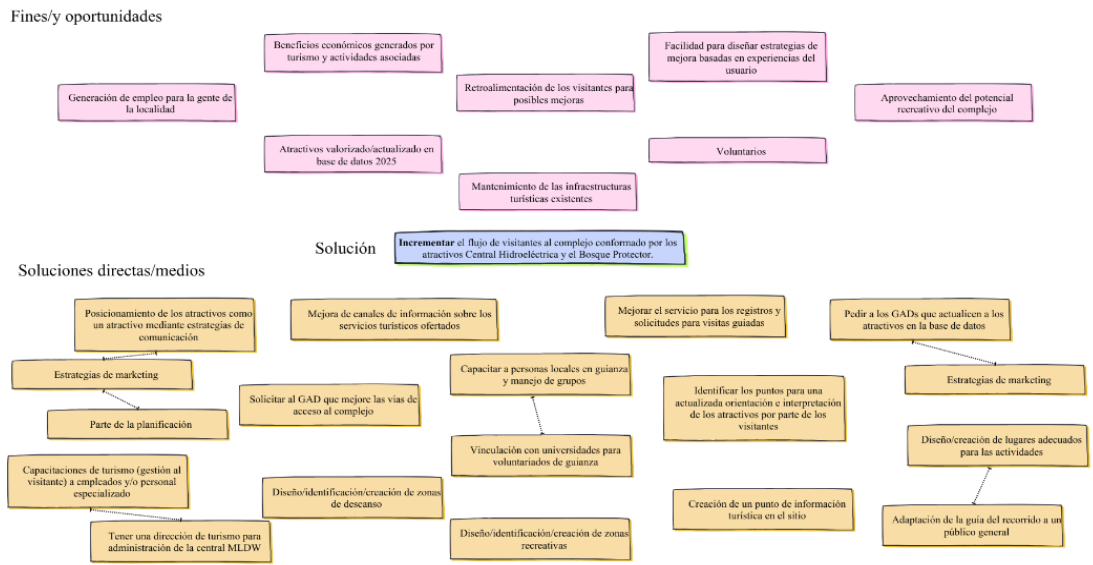 Fines/y oportunidades
Beneficios económicos generados por
turismo y actividades asociadas
Facilidad para diseñar estrategias de
mejora basadas en experiencias del
usuario
Generación de empleo para la gente de
la localidad
Retroalimentación de los visitantes para
posibles mejoras
Aprovechamiento del potencial
recreativo del complejo
Atractivos valorizado/actualizado en
base de datos 2025
Voluntarios
Mantenimiento de las infraestructuras
turísticas existentes
Solución
Incrementar el flujo de visitantes al complejo conformado por los
atractivos Central Hidroeléctrica y el Bosque Protector.
Soluciones directas/medios
Posicionamiento de los atractivos como
un atractivo mediante estrategias de
comunicación
Mejora de canales de información sobre los
servicios turísticos ofertados
Mejorar el servicio para los registros y
solicitudes para visitas guiadas
Pedir a los GADs que actualicen a los
atractivos en la base de datos
Estrategias de marketing
Capacitar a personas locales en guianza
y manejo de grupos
Estrategias de marketing
Solicitar al GAD que mejore las vías de
acceso al complejo
Identificar los puntos para una
actualizada orientación e interpretación
de los atractivos por parte de los
visitantes
Parte de la planificación
Vinculación con universidades para
voluntariados de guianza
Diseño/creación de lugares adecuados
para las actividades
Capacitaciones de turismo (gestión al
visitante) a empleados y/o personal
especializado
Diseño/identificación/creación de zonas
de descanso
Creación de un punto de información
turística en el sitio
Adaptación de la guía del recorrido a un
público general
Tener una dirección de turismo para
administración de la central MLDW
Diseño/identificación/creación de zonas
recreativas